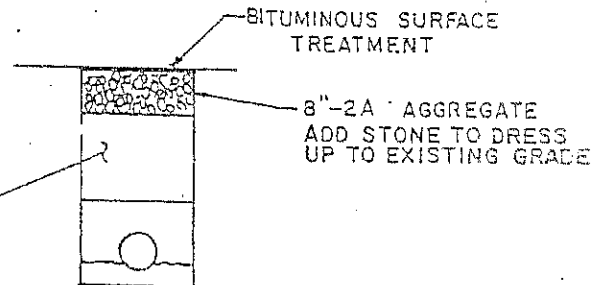 BITUMINOUS SURFACE
TREATMENT
8"-2A AGGREGATE
ADD STONE TO DRESS
UP TO EXISTING GRADE